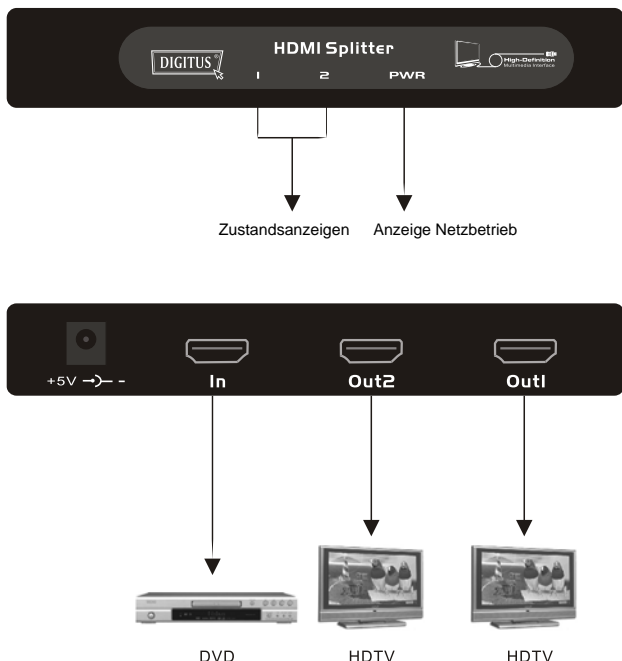 HDMI Splitter
DIGITUS®
1 2 PWR
High-Definition
Multimedia Interface
Zustandsanzeigen Anzeige Netzbetrieb
+5V -
In Out2 Out1
DVD HDTV HDTV